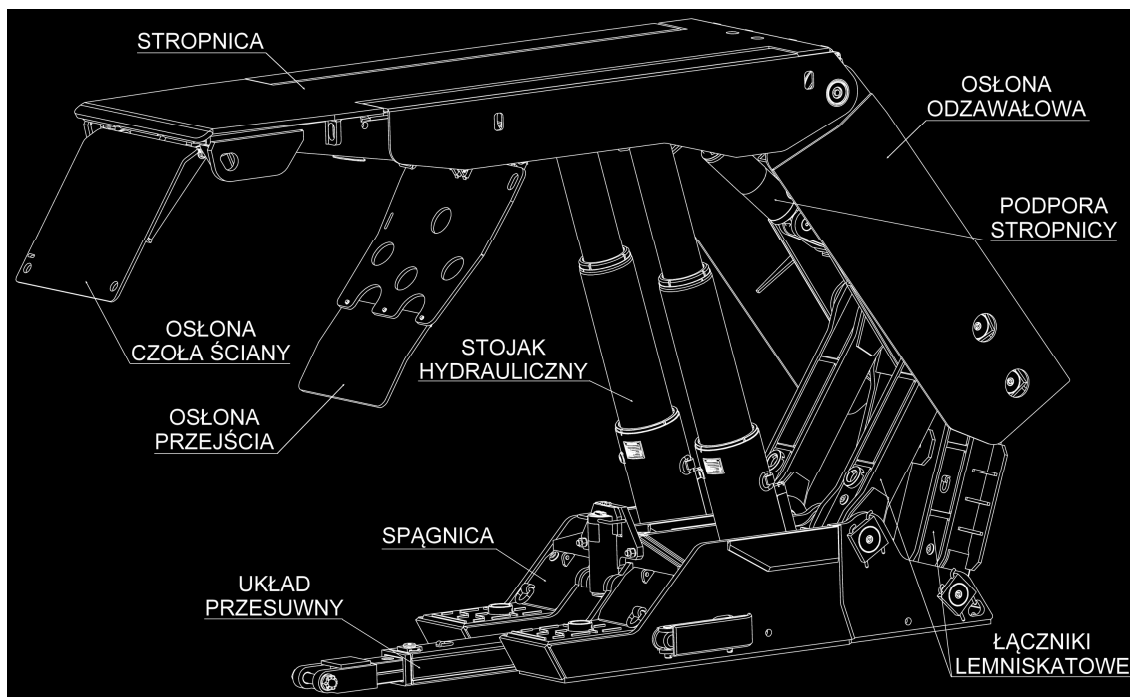 STROPNICA
OSŁONA
ODZAWAŁOWA
PODPORA
STROPNICY
OSŁONA
CZOŁA ŚCIANY
STOJAK
HYDRAULICZNY
OSŁONA
PRZEJŚCIA
SPĄGNICA
UKŁAD
PRZESUWNY
ŁĄCZNIKI
LEMNISKATOWE